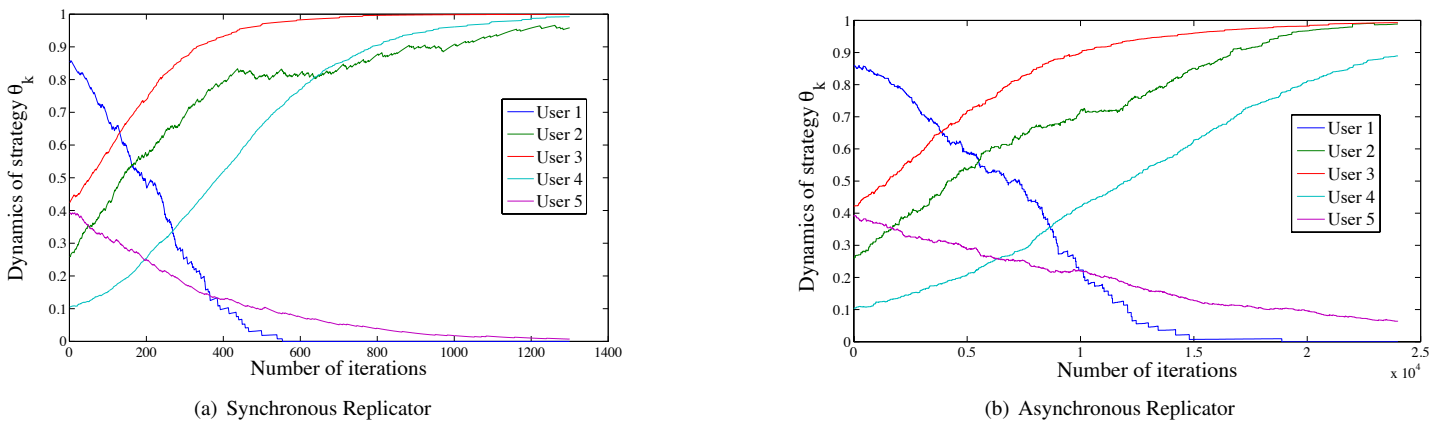 1
0.9
0.8
0.7
0.6
0.5
0.4
0.3
0.2
0.1
0
Dynamics of strategy θ_k
0 200 400 600 800 1000 1200 1400
Number of iterations
User 1
User 2
User 3
User 4
User 5
(a) Synchronous Replicator
1
0.9
0.8
0.7
0.6
0.5
0.4
0.3
0.2
0.1
0
Dynamics of strategy θ_k
0 0.5 1 1.5 2 2.5
x 10^4
Number of iterations
User 1
User 2
User 3
User 4
User 5
(b) Asynchronous Replicator